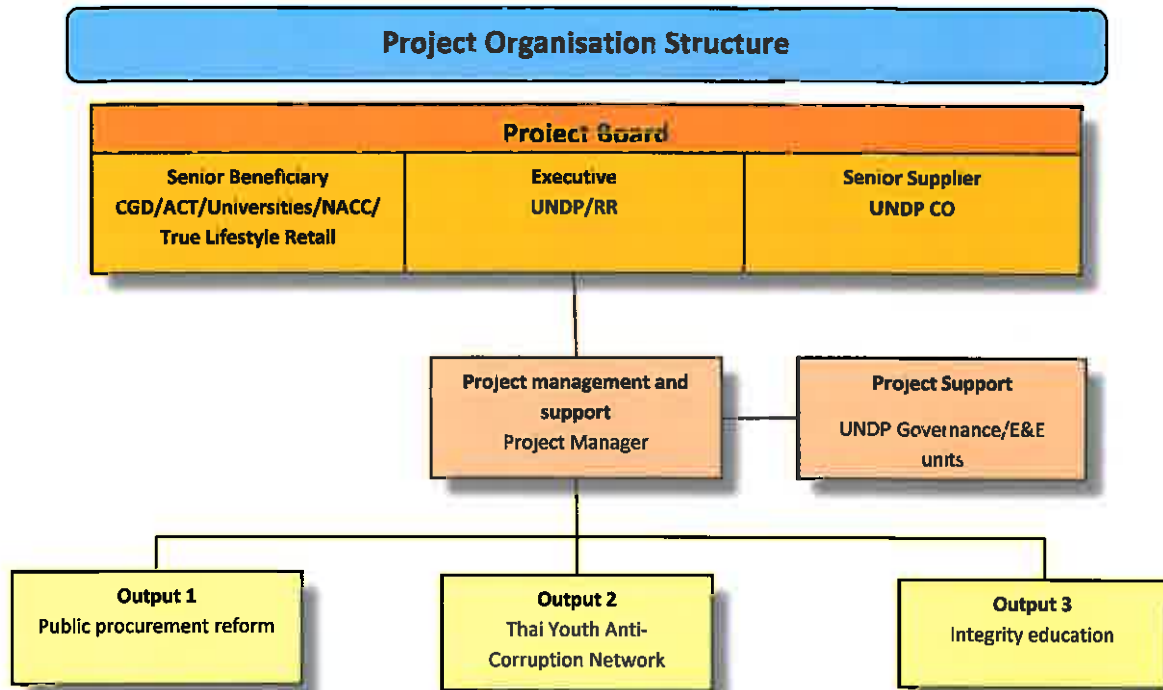 Project Organisation Structure
Project Board
Senior Beneficiary
CGD/ACT/Universities/NACC/
True Lifestyle Retail
Executive
UNDP/RR
Senior Supplier
UNDP CO
Project management and
support
Project Manager
Project Support
UNDP Governance/E&E
units
Output 1
Public procurement reform
Output 2
Thai Youth Anti-
Corruption Network
Output 3
Integrity education